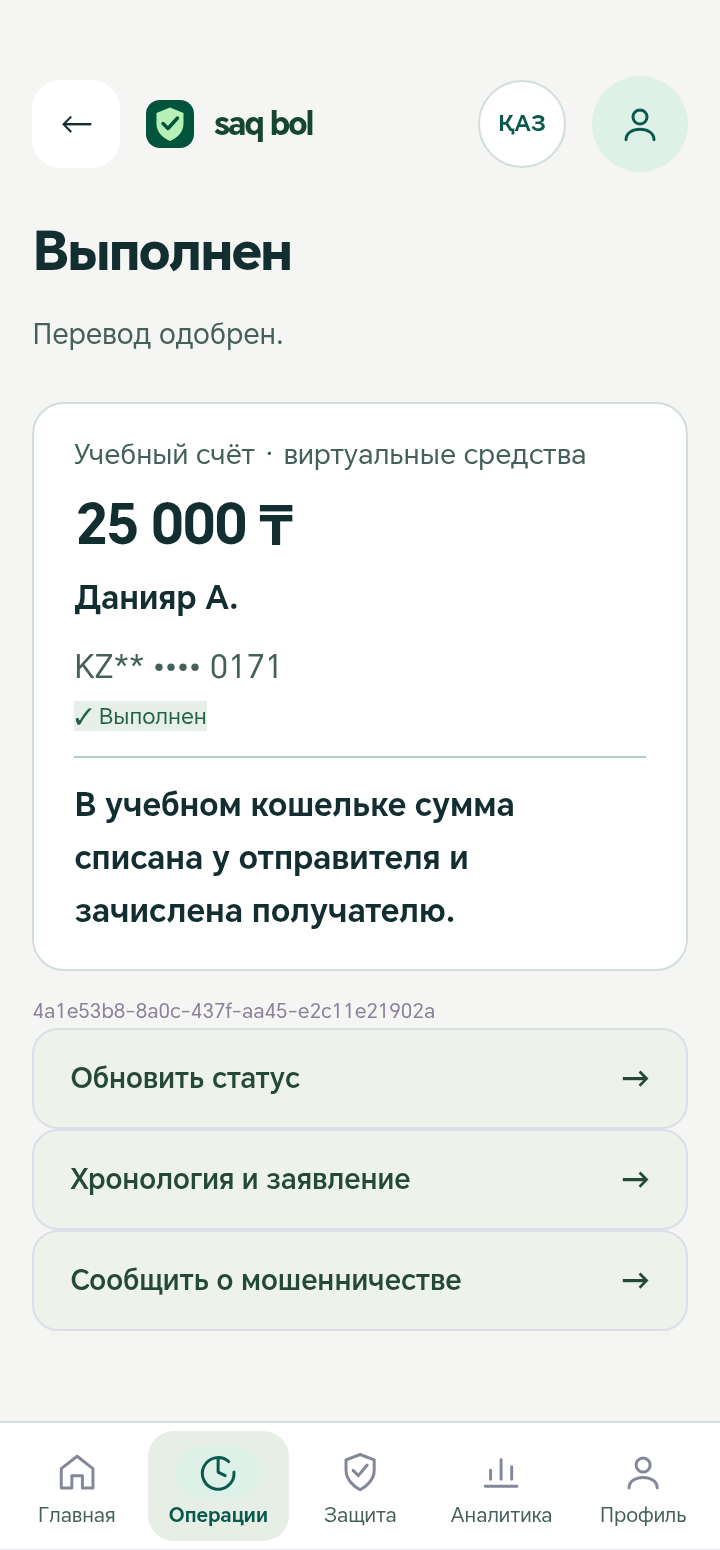 saq bol
ҚАЗ
Выполнен
Перевод одобрен.
Учебный счёт · виртуальные средства
25 000 ₸
Данияр А.
KZ** •••• 0171
✓ Выполнен
В учебном кошельке сумма
списана у отправителя и
зачислена получателю.
4a1e53b8-8a0c-437f-aa45-e2c11e21902a
Обновить статус →
Хронология и заявление →
Сообщить о мошенничестве →
Главная
Операции
Защита
Аналитика
Профиль